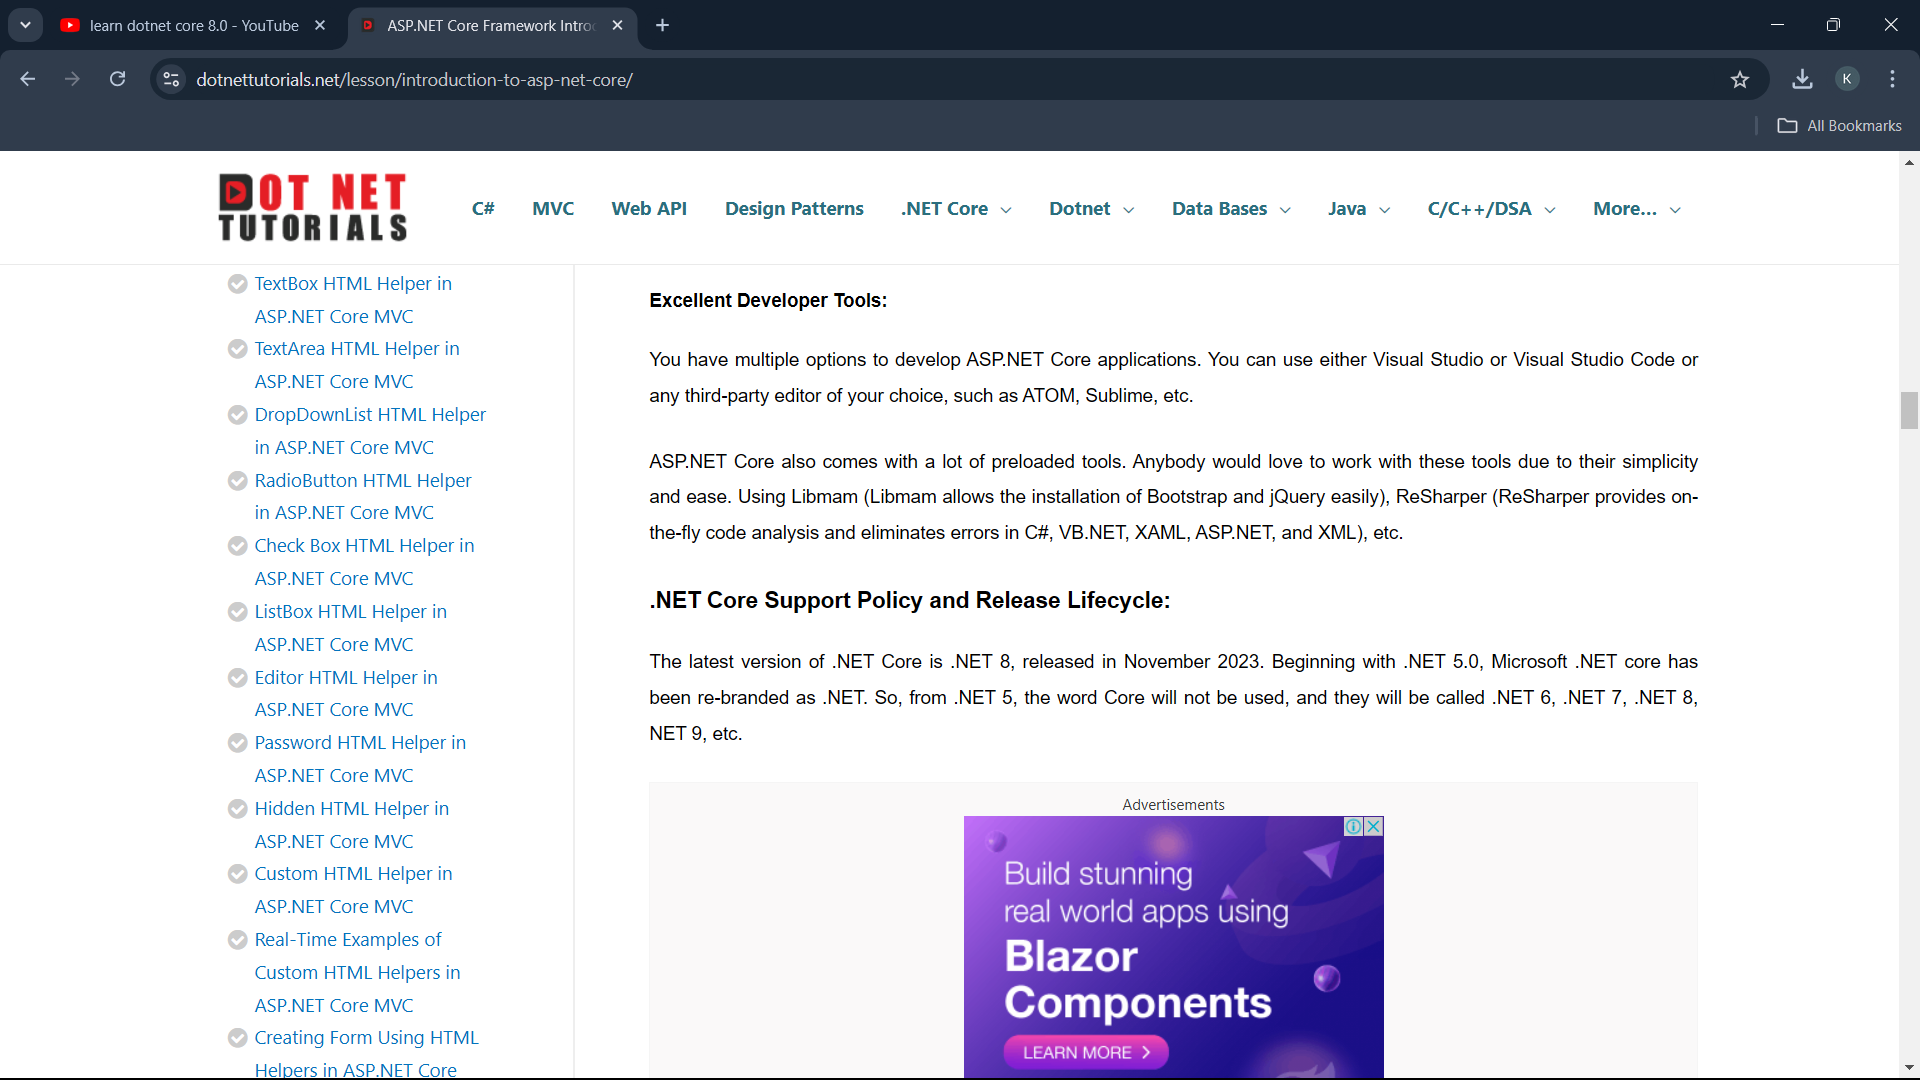 learn dotnet core 8.0 - YouTube
ASP.NET Core Framework Intro
dotnettutorials.net/lesson/introduction-to-asp-net-core/
K
All Bookmarks
DOT NET
TUTORIALS
C# MVC Web API Design Patterns .NET Core Dotnet Data Bases Java C/C++/DSA More...
TextBox HTML Helper in
ASP.NET Core MVC
TextArea HTML Helper in
ASP.NET Core MVC
DropDownList HTML Helper
in ASP.NET Core MVC
RadioButton HTML Helper
in ASP.NET Core MVC
Check Box HTML Helper in
ASP.NET Core MVC
ListBox HTML Helper in
ASP.NET Core MVC
Editor HTML Helper in
ASP.NET Core MVC
Password HTML Helper in
ASP.NET Core MVC
Hidden HTML Helper in
ASP.NET Core MVC
Custom HTML Helper in
ASP.NET Core MVC
Real-Time Examples of
Custom HTML Helpers in
ASP.NET Core MVC
Creating Form Using HTML
Helpers in ASP.NET Core
Excellent Developer Tools:
You have multiple options to develop ASP.NET Core applications. You can use either Visual Studio or Visual Studio Code or
any third-party editor of your choice, such as ATOM, Sublime, etc.
ASP.NET Core also comes with a lot of preloaded tools. Anybody would love to work with these tools due to their simplicity
and ease. Using Libmam (Libmam allows the installation of Bootstrap and jQuery easily), ReSharper (ReSharper provides on-
the-fly code analysis and eliminates errors in C#, VB.NET, XAML, ASP.NET, and XML), etc.
.NET Core Support Policy and Release Lifecycle:
The latest version of .NET Core is .NET 8, released in November 2023. Beginning with .NET 5.0, Microsoft .NET core has
been re-branded as .NET. So, from .NET 5, the word Core will not be used, and they will be called .NET 6, .NET 7, .NET 8,
NET 9, etc.
Advertisements
Build stunning
real world apps using
Blazor
Components
LEARN MORE